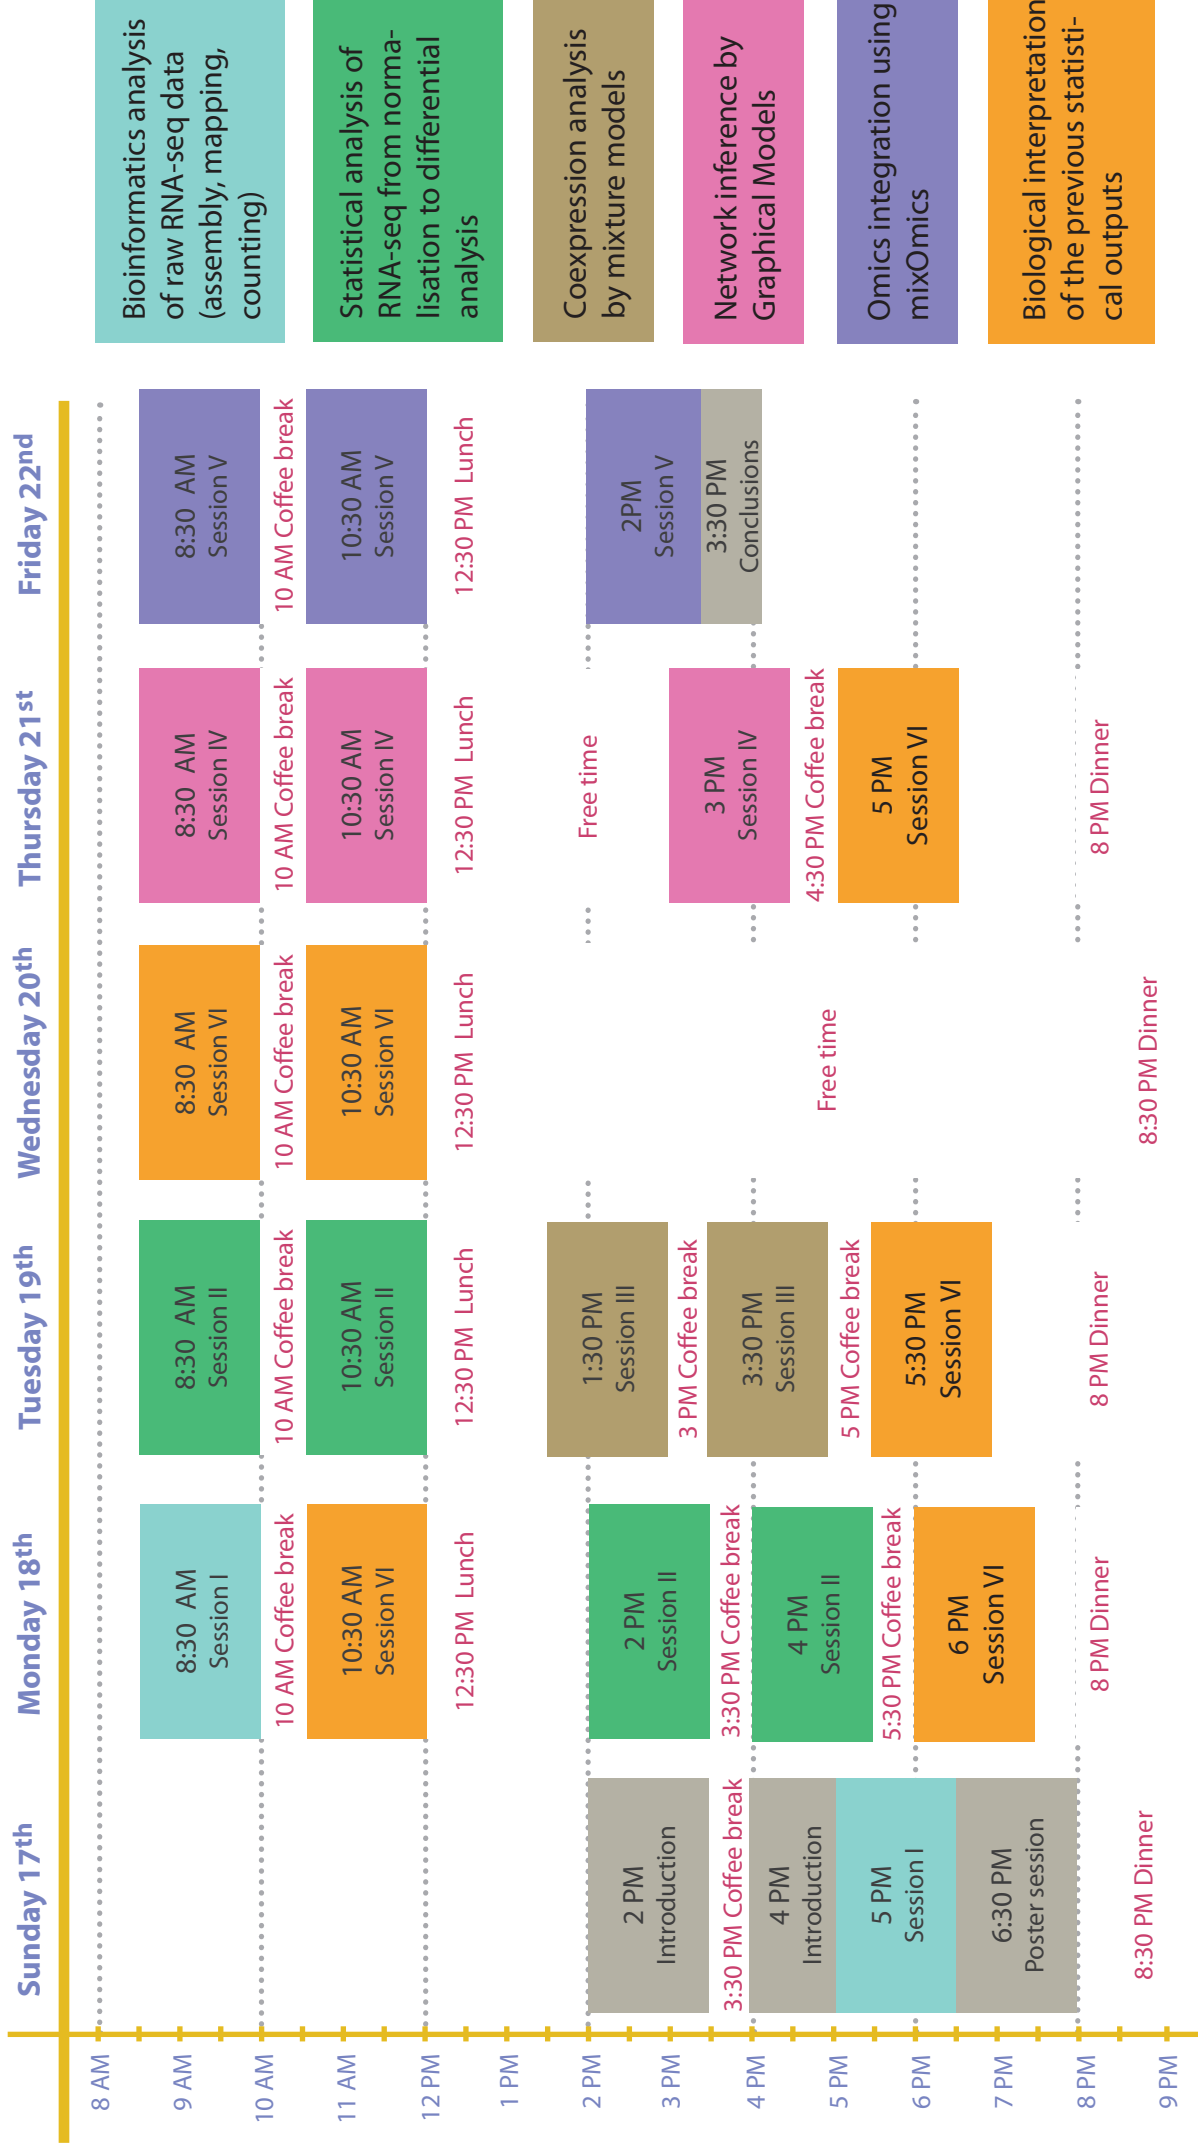 Sunday 17th
Monday 18th
Tuesday 19th
Wednesday 20th
Thursday 21st
Friday 22nd
8 AM
9 AM
10 AM
11 AM
12 PM
1 PM
2 PM
3 PM
4 PM
5 PM
6 PM
7 PM
8 PM
9 PM
2 PM
Introduction
3:30 PM Coffee break
4 PM
Introduction
5 PM
Session I
6:30 PM
Poster session
8:30 PM Dinner
8:30 AM
Session I
10 AM Coffee break
10:30 AM
Session VI
12:30 PM Lunch
2 PM
Session II
3:30 PM Coffee break
4 PM
Session II
5:30 PM Coffee break
6 PM
Session VI
8 PM Dinner
8:30 AM
Session II
10 AM Coffee break
10:30 AM
Session II
12:30 PM Lunch
1:30 PM
Session III
3 PM Coffee break
3:30 PM
Session III
5 PM Coffee break
5:30 PM
Session VI
8 PM Dinner
8:30 AM
Session VI
10 AM Coffee break
10:30 AM
Session VI
12:30 PM Lunch
Free time
8:30 PM Dinner
8:30 AM
Session IV
10 AM Coffee break
10:30 AM
Session IV
12:30 PM Lunch
Free time
3 PM
Session IV
4:30 PM Coffee break
5 PM
Session VI
8 PM Dinner
8:30 AM
Session V
10 AM Coffee break
10:30 AM
Session V
12:30 PM Lunch
2PM
Session V
3:30 PM
Conclusions
Bioinformatics analysis
of raw RNA-seq data
(assembly, mapping,
counting)
Statistical analysis of
RNA-seq from norma-
lisation to differential
analysis
Coexpression analysis
by mixture models
Network inference by
Graphical Models
Omics integration using
mixOmics
Biological interpretation
of the previous statisti-
cal outputs